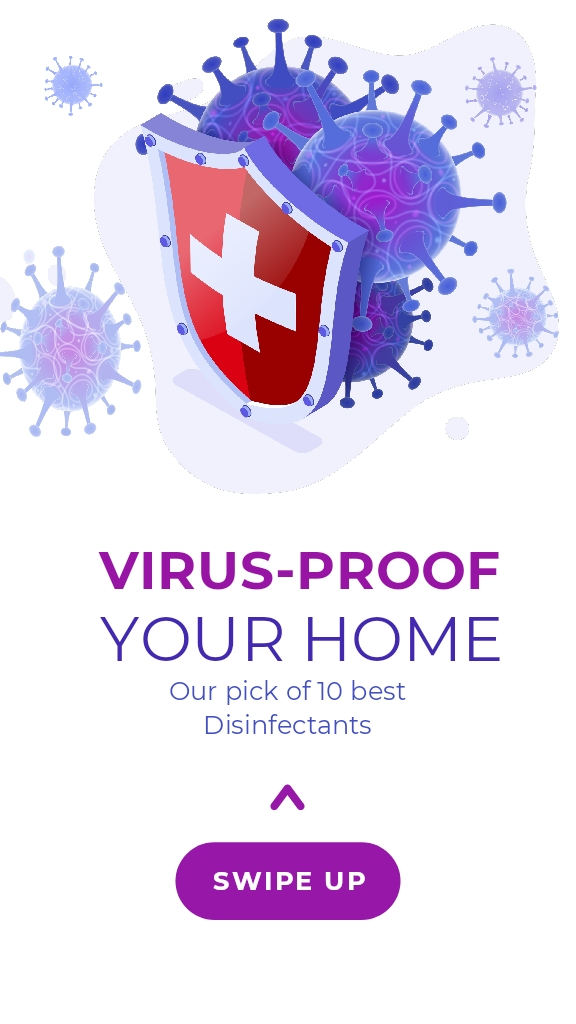 VIRUS-PROOF
YOUR HOME
Our pick of 10 best
Disinfectants
SWIPE UP